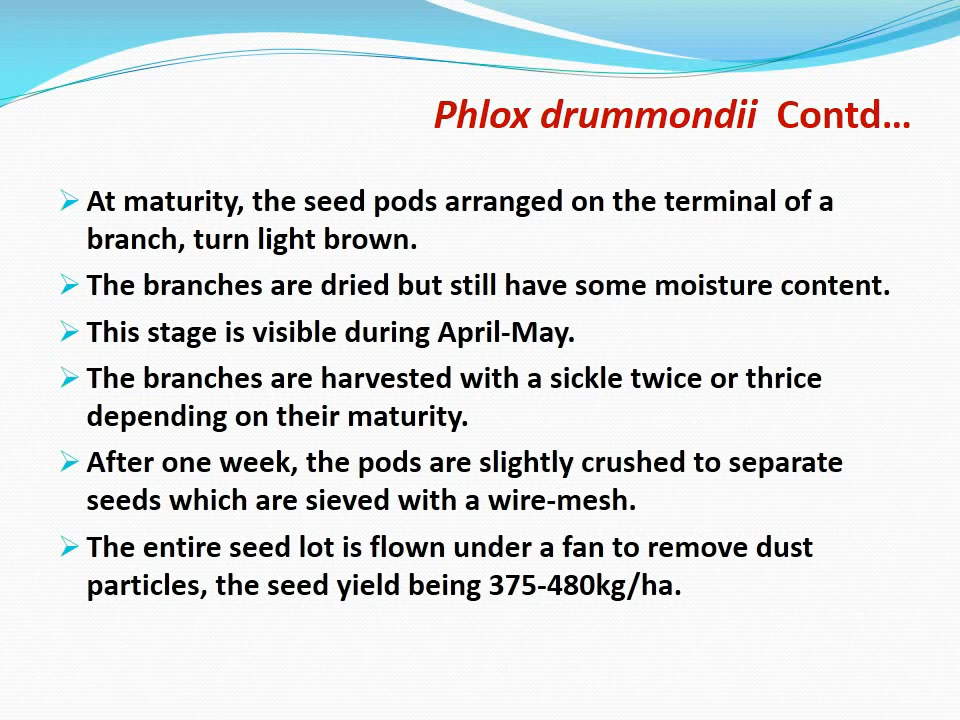 Phlox drummondii Contd...
At maturity, the seed pods arranged on the terminal of a
branch, turn light brown.
The branches are dried but still have some moisture content.
This stage is visible during April-May.
The branches are harvested with a sickle twice or thrice
depending on their maturity.
After one week, the pods are slightly crushed to separate
seeds which are sieved with a wire-mesh.
The entire seed lot is flown under a fan to remove dust
particles, the seed yield being 375-480kg/ha.